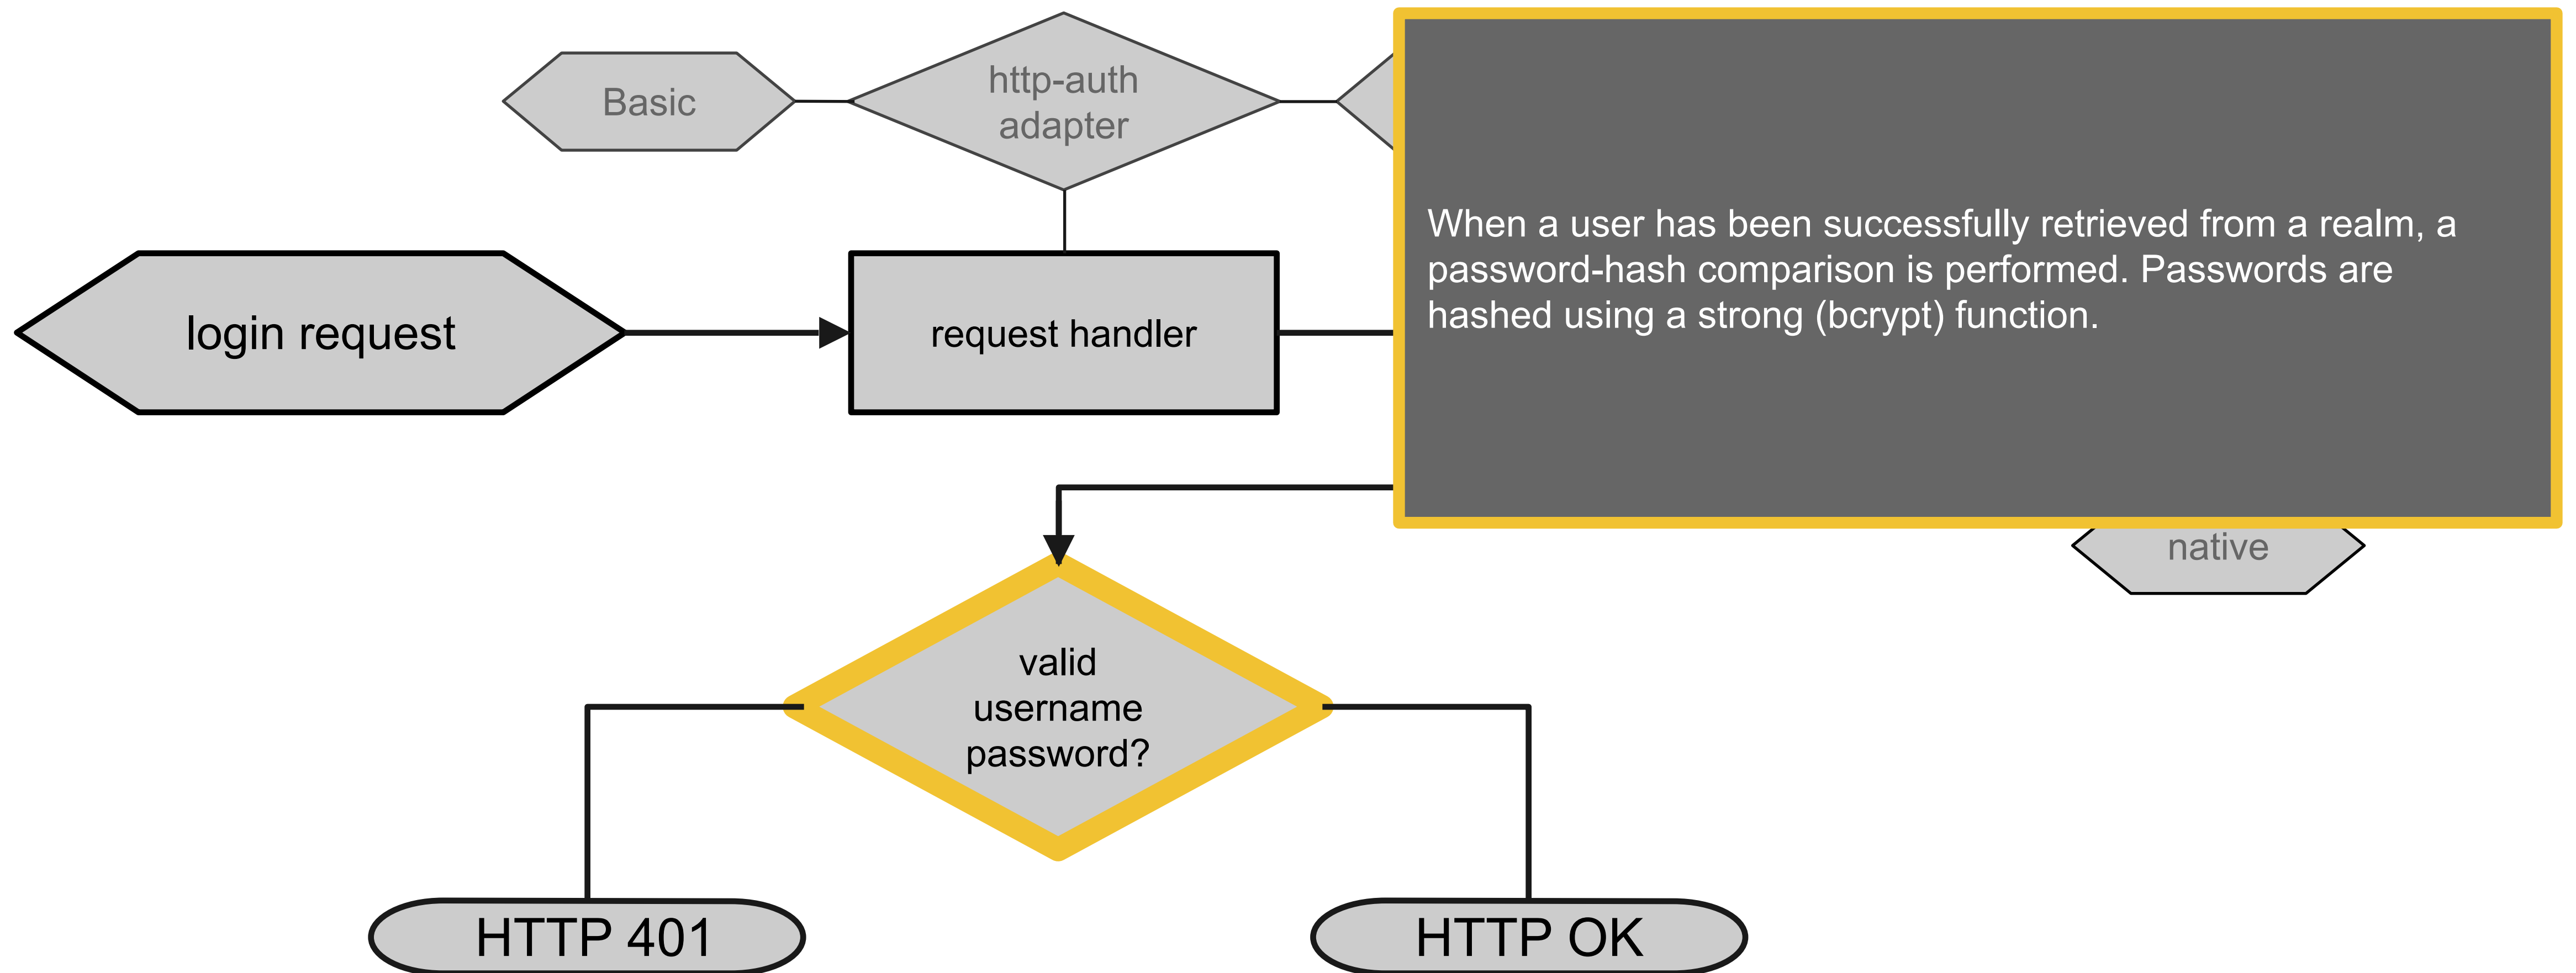 Basic
http-auth
adapter
When a user has been successfully retrieved from a realm, a
password-hash comparison is performed. Passwords are
hashed using a strong (bcrypt) function.
login request
request handler
native
valid
username
password?
HTTP 401
HTTP OK